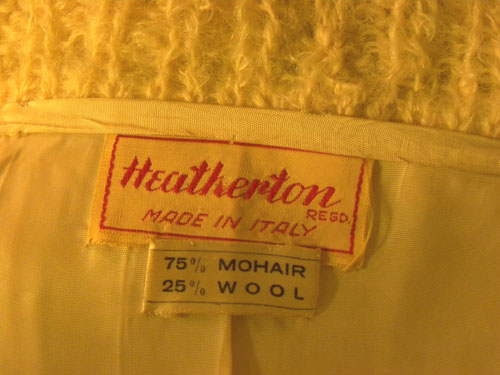 Heatherton
REGD.
MADE IN ITALY
75% MOHAIR
25% WOOL